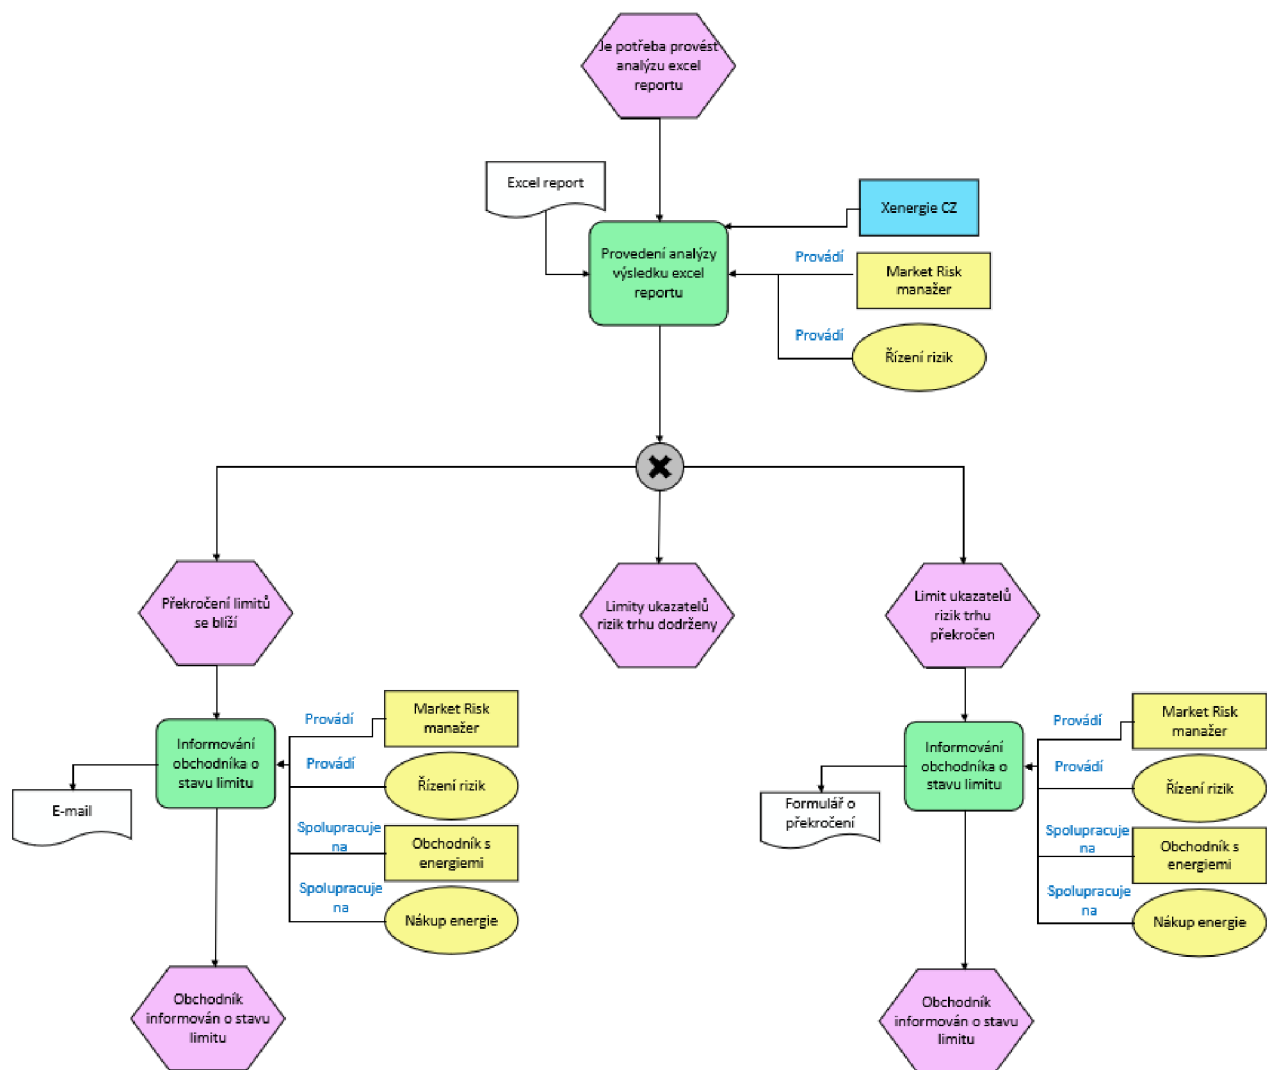 Je potřeba provést
analýzu excel
reportu
Excel report
Xenergie CZ
Provedení analýzy
výsledku excel
reportu
Provádí
Market Risk
manažer
Provádí
Řízení rizik
Překročení limitů
se blíží
Limity ukazatelů
rizik trhu dodrženy
Limit ukazatelů
rizik trhu
překročen
Informování
obchodníka o
stavu limitu
E-mail
Provádí
Market Risk
manažer
Provádí
Řízení rizik
Spolupracuje
na
Obchodník s
energiemi
Spolupracuje
na
Nákup energie
Informování
obchodníka o
stavu limitu
Formulář o
překročení
Provádí
Market Risk
manažer
Provádí
Řízení rizik
Spolupracuje
na
Obchodník s
energiemi
Spolupracuje
na
Nákup energie
Obchodník
informován o stavu
limitu
Obchodník
informován o stavu
limitu